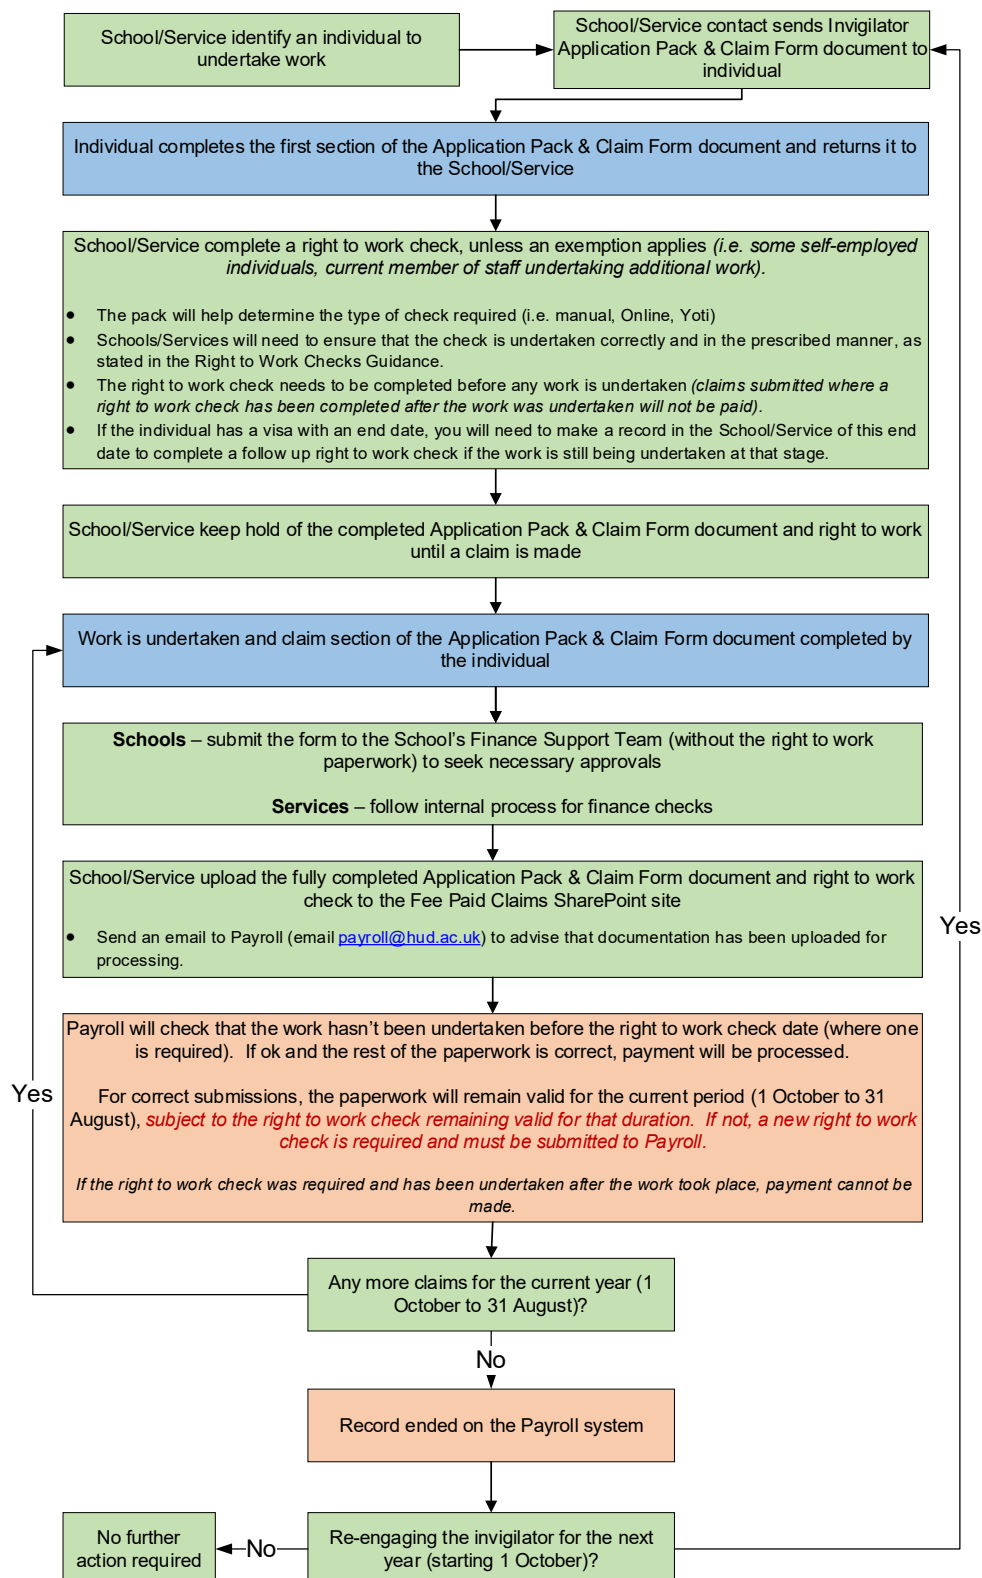 School/Service identify an individual to
undertake work
School/Service contact sends Invigilator
Application Pack & Claim Form document to
individual
Individual completes the first section of the Application Pack & Claim Form document and returns it to
the School/Service
School/Service complete a right to work check, unless an exemption applies (i.e. some self-employed
individuals, current member of staff undertaking additional work).
• The pack will help determine the type of check required (i.e. manual, Online, Yoti)
• Schools/Services will need to ensure that the check is undertaken correctly and in the prescribed manner, as
stated in the Right to Work Checks Guidance.
• The right to work check needs to be completed before any work is undertaken (claims submitted where a
right to work check has been completed after the work was undertaken will not be paid).
• If the individual has a visa with an end date, you will need to make a record in the School/Service of this end
date to complete a follow up right to work check if the work is still being undertaken at that stage.
School/Service keep hold of the completed Application Pack & Claim Form document and right to work
until a claim is made
Work is undertaken and claim section of the Application Pack & Claim Form document completed by
the individual
Schools – submit the form to the School's Finance Support Team (without the right to work
paperwork) to seek necessary approvals
Services – follow internal process for finance checks
School/Service upload the fully completed Application Pack & Claim Form document and right to work
check to the Fee Paid Claims SharePoint site
• Send an email to Payroll (email payroll@hud.ac.uk) to advise that documentation has been uploaded for
processing.
Yes
Payroll will check that the work hasn't been undertaken before the right to work check date (where one
is required). If ok and the rest of the paperwork is correct, payment will be processed.
For correct submissions, the paperwork will remain valid for the current period (1 October to 31
August), subject to the right to work check remaining valid for that duration. If not, a new right to work
check is required and must be submitted to Payroll.
If the right to work check was required and has been undertaken after the work took place, payment cannot be
made.
Yes
Any more claims for the current year (1
October to 31 August)?
No
Record ended on the Payroll system
Re-engaging the invigilator for the next
year (starting 1 October)?
No
No further
action required